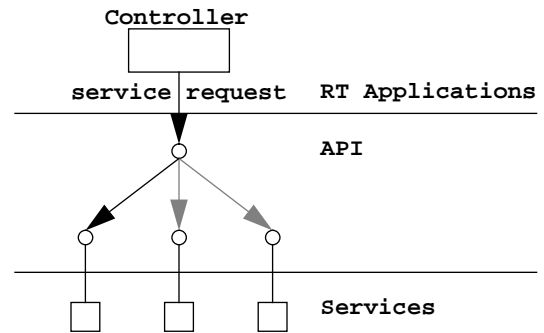 Controller
service request
RT Applications
API
Services